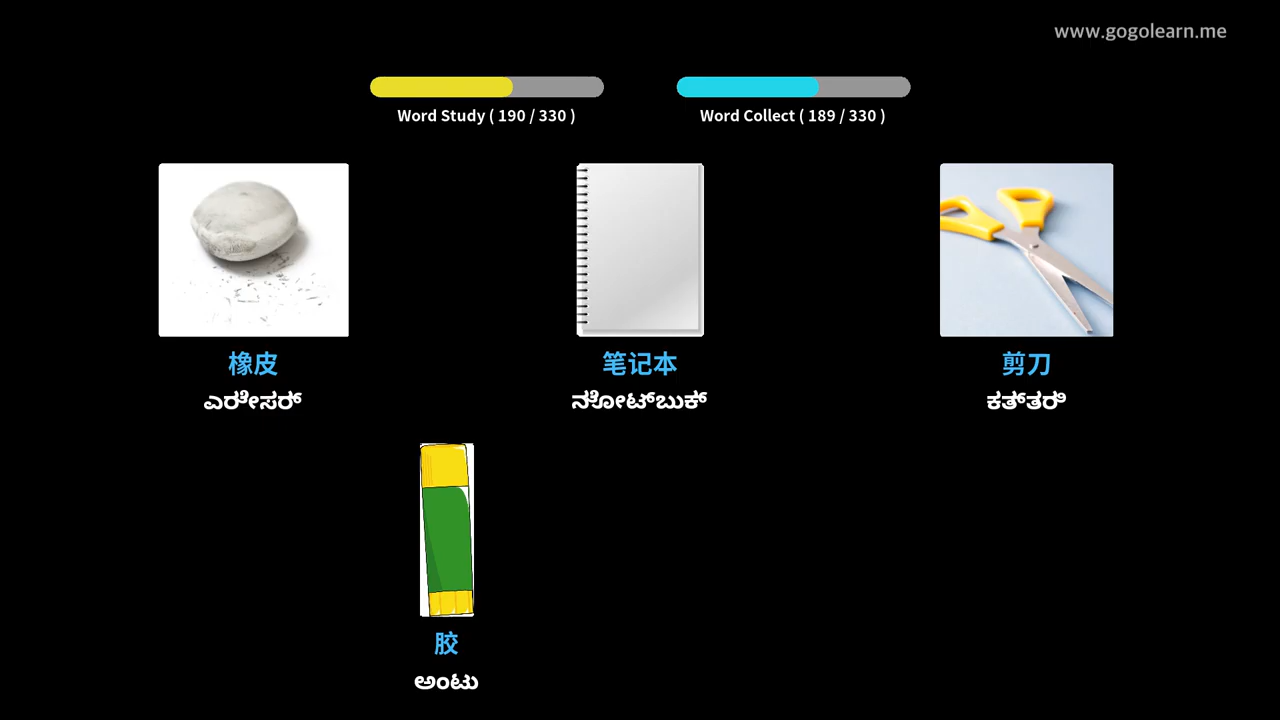 www.gogolearn.me
Word Study ( 190 / 330 )
Word Collect ( 189 / 330 )
橡皮
笔记本
剪刀
ಎರೇಸರ್
ನೋಟ್‌ಬುಕ್
ಕತ್ತರಿ
胶
ಅಂಟು